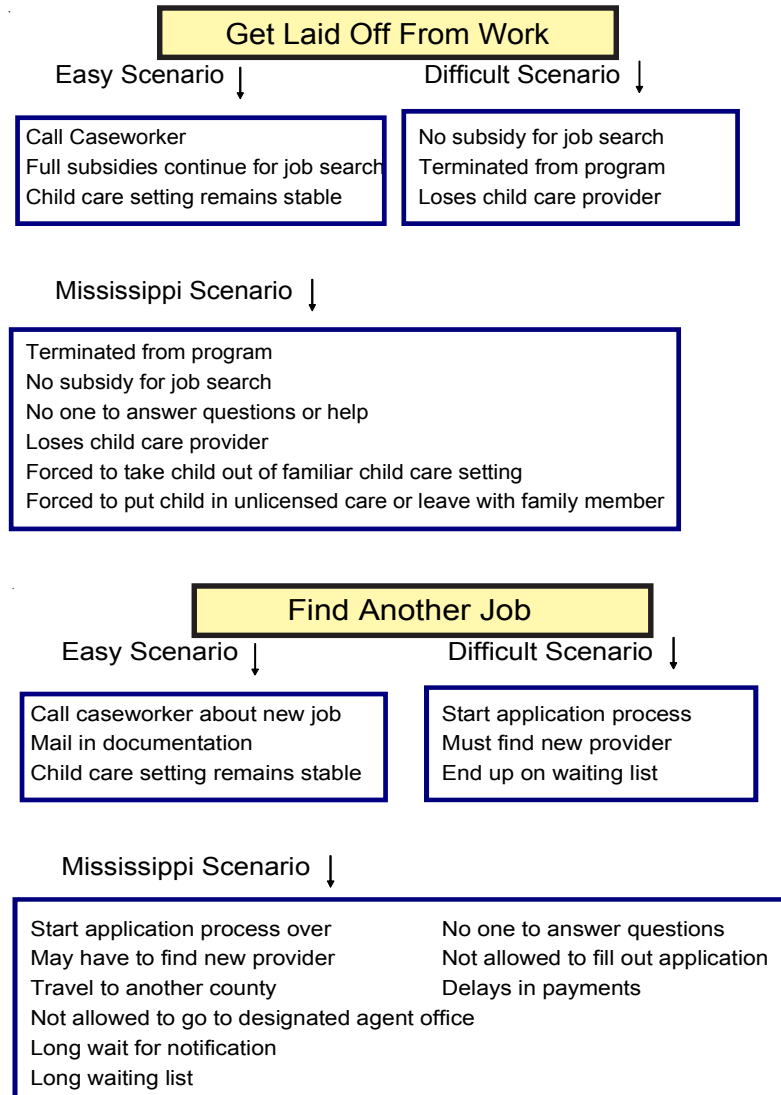 Get Laid Off From Work
Easy Scenario
Difficult Scenario
Call Caseworker
Full subsidies continue for job search
Child care setting remains stable
No subsidy for job search
Terminated from program
Loses child care provider
Mississippi Scenario
Terminated from program
No subsidy for job search
No one to answer questions or help
Loses child care provider
Forced to take child out of familiar child care setting
Forced to put child in unlicensed care or leave with family member
Find Another Job
Easy Scenario
Difficult Scenario
Call caseworker about new job
Mail in documentation
Child care setting remains stable
Start application process
Must find new provider
End up on waiting list
Mississippi Scenario
Start application process over
May have to find new provider
Travel to another county
Not allowed to go to designated agent office
Long wait for notification
Long waiting list
No one to answer questions
Not allowed to fill out application
Delays in payments